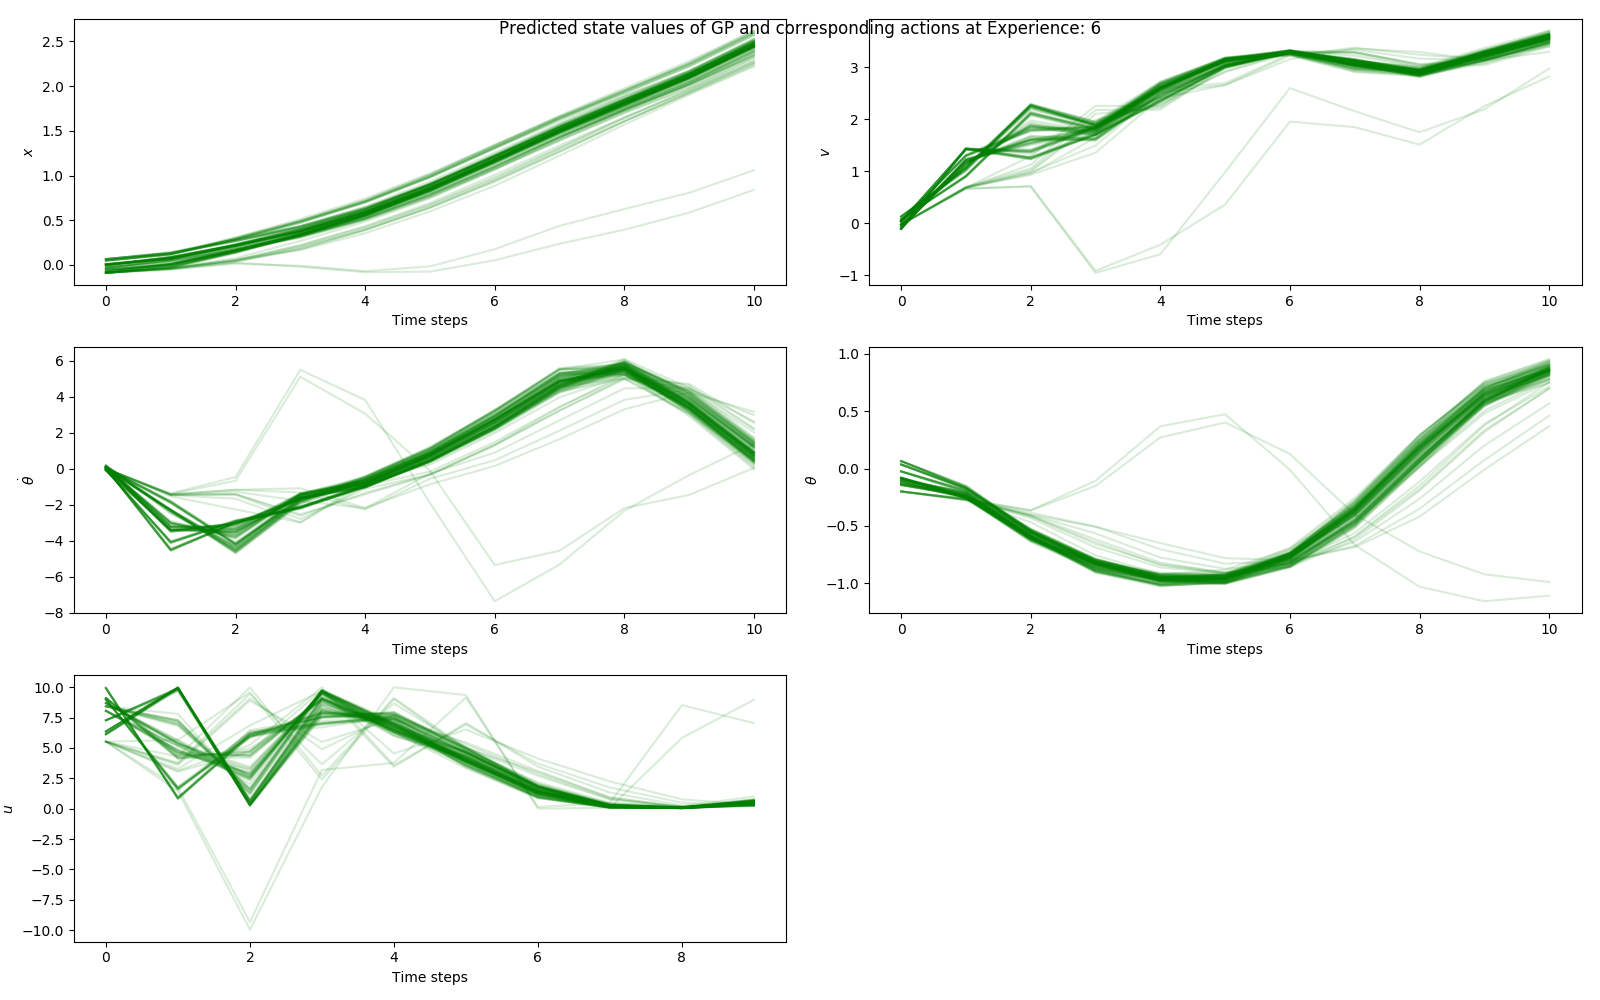 Predicted state values of GP and corresponding actions at Experience: 6
2.5
2.0
1.5
1.0
0.5
0.0
x
0 2 4 6 8 10
Time steps
3
2
1
0
−1
v
0 2 4 6 8 10
Time steps
6
4
2
0
−2
−4
−6
−8
θ̇
0 2 4 6 8 10
Time steps
1.0
0.5
0.0
−0.5
−1.0
θ
0 2 4 6 8 10
Time steps
10.0
7.5
5.0
2.5
0.0
−2.5
−5.0
−7.5
−10.0
u
0 2 4 6 8
Time steps